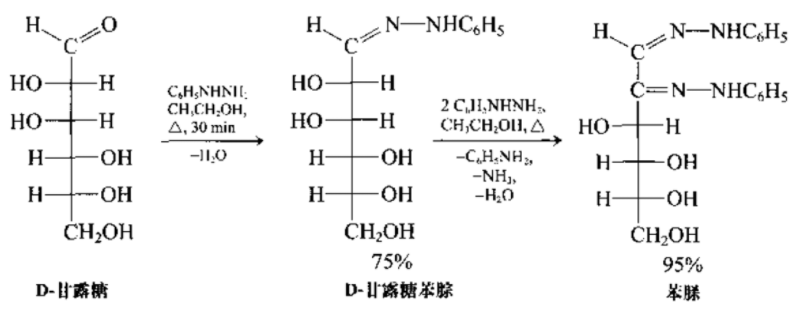 H C O
HO H
HO H
H OH
H OH
CH₂OH
D-甘露糖
C₆H₅NHNH₂
CH₃CH₂OH,
△, 30 min
−H₂O
H C N—NHC₆H₅
HO H
HO H
H OH
H OH
CH₂OH
75%
D-甘露糖苯腙
2 C₆H₅NHNH₂,
CH₃CH₂OH, △
−C₆H₅NH₂,
−NH₃,
−H₂O
H C=N—NHC₆H₅
C=N—NHC₆H₅
HO H
H OH
H OH
CH₂OH
95%
苯脎